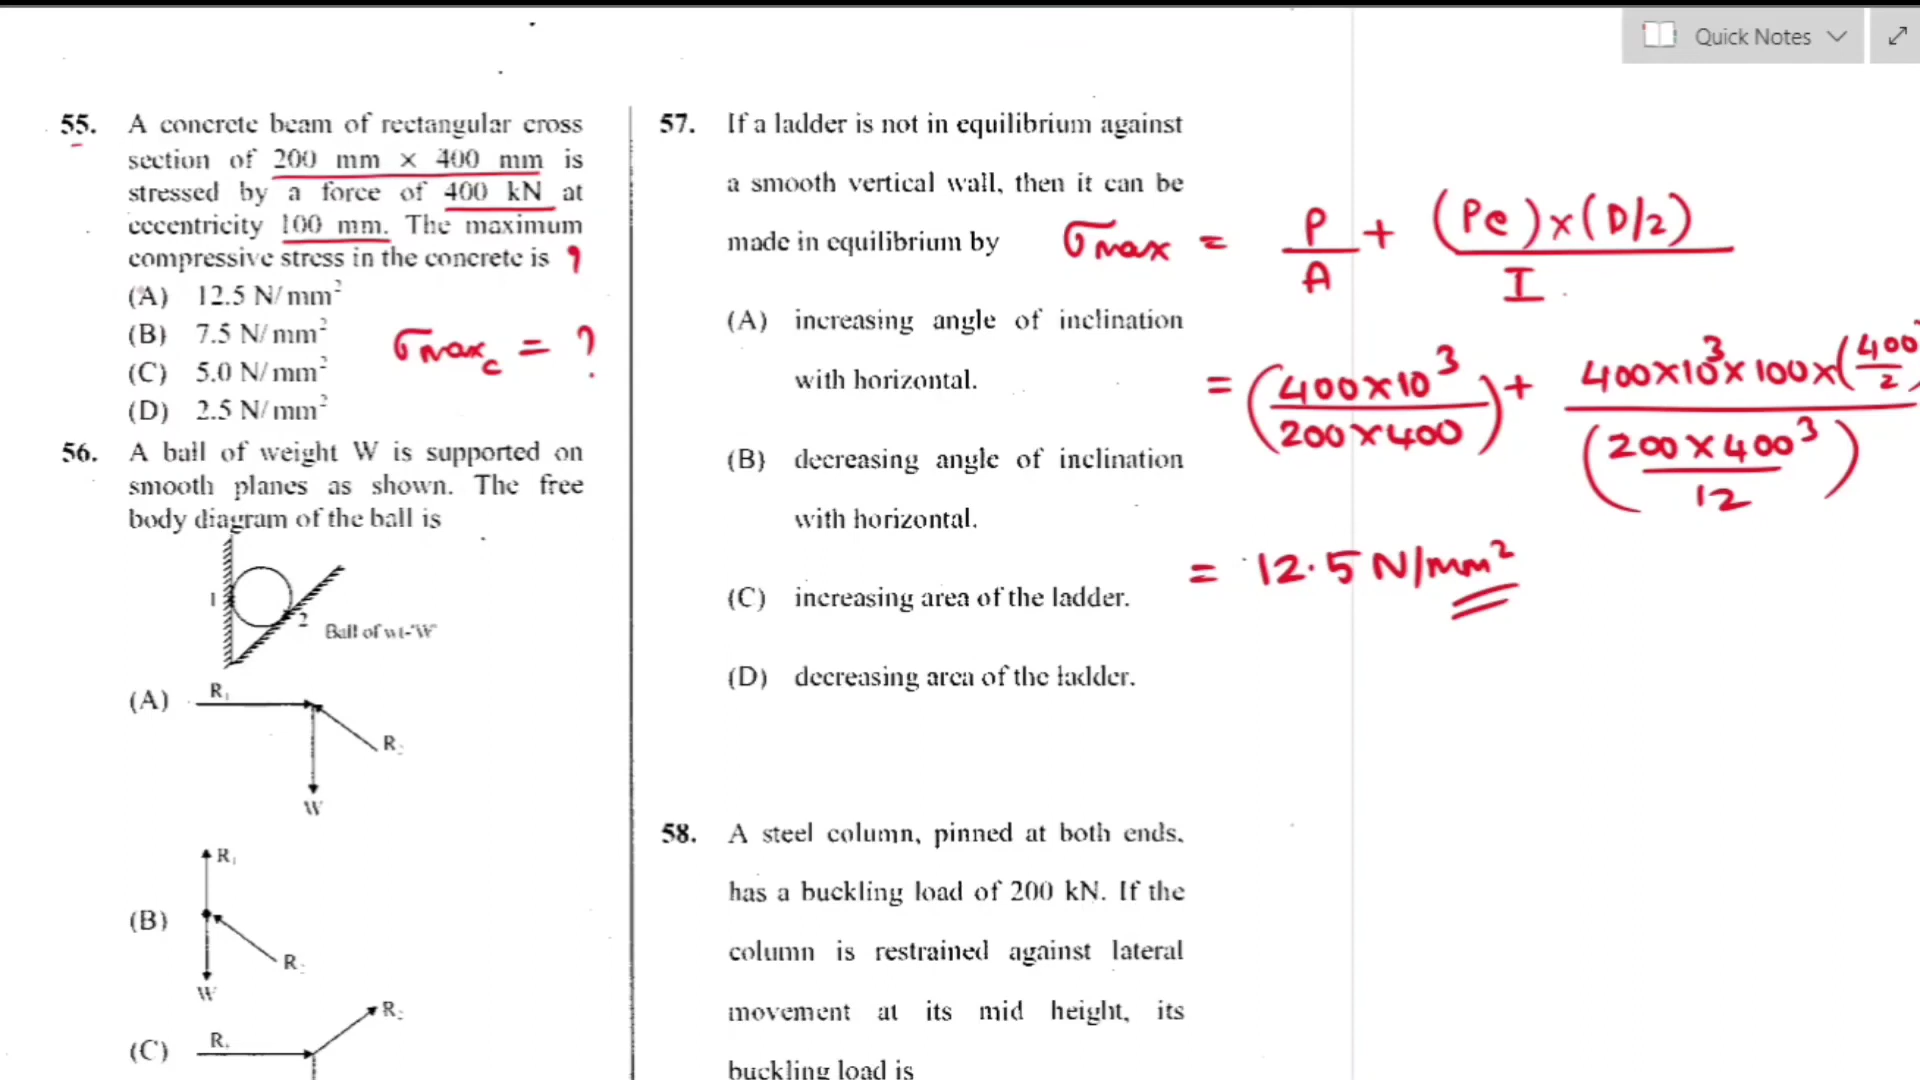 Quick Notes
55. A concrete beam of rectangular cross
section of 200 mm × 400 mm is
stressed by a force of 400 kN at
eccentricity 100 mm. The maximum
compressive stress in the concrete is ?
(A) 12.5 N/mm²
(B) 7.5 N/mm²
(C) 5.0 N/mm²
(D) 2.5 N/mm²
σmax_c = ?
56. A ball of weight W is supported on
smooth planes as shown. The free
body diagram of the ball is
1
2
Ball of wt-'W'
(A) R₁
R₂
W
R₁
(B)
R₂
W
R₂
(C) R₁
57. If a ladder is not in equilibrium against
a smooth vertical wall, then it can be
made in equilibrium by
(A) increasing angle of inclination
with horizontal.
(B) decreasing angle of inclination
with horizontal.
(C) increasing area of the ladder.
(D) decreasing area of the ladder.
58. A steel column, pinned at both ends,
has a buckling load of 200 kN. If the
column is restrained against lateral
movement at its mid height, its
buckling load is
σmax = P/A + (Pe)×(D/2)/I
= (400×10³/200×400) + 400×10³×100×(400/2)/(200×400³/12)
= 12.5 N/mm²